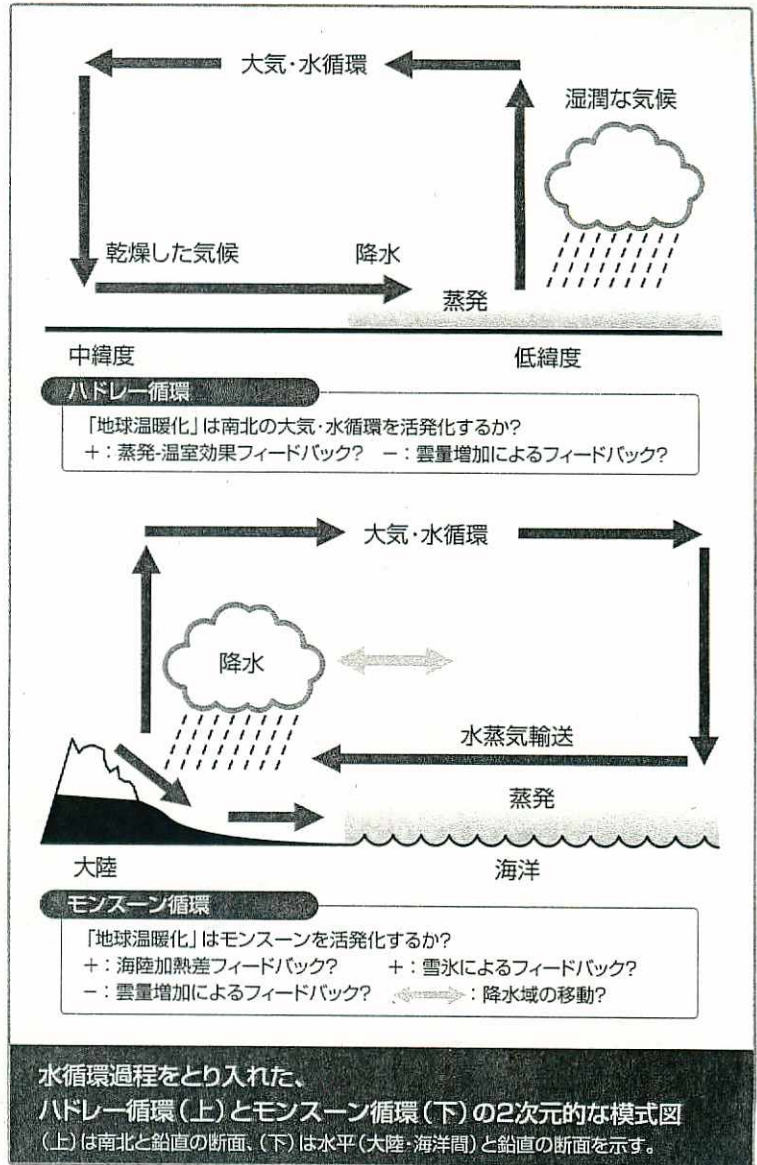 大気・水循環
湿潤な気候
乾燥した気候
降水
蒸発
中緯度
低緯度
ハドレー循環
「地球温暖化」は南北の大気・水循環を活発化するか?
+:蒸発-温室効果フィードバック? -:雲量増加によるフィードバック?
大気・水循環
降水
水蒸気輸送
蒸発
大陸
海洋
モンスーン循環
「地球温暖化」はモンスーンを活発化するか?
+:海陸加熱差フィードバック? +:雪氷によるフィードバック?
-:雲量増加によるフィードバック? :降水域の移動?
水循環過程をとり入れた、
ハドレー循環(上)とモンスーン循環(下)の2次元的な模式図
(上)は南北と鉛直の断面、(下)は水平(大陸・海洋間)と鉛直の断面を示す。